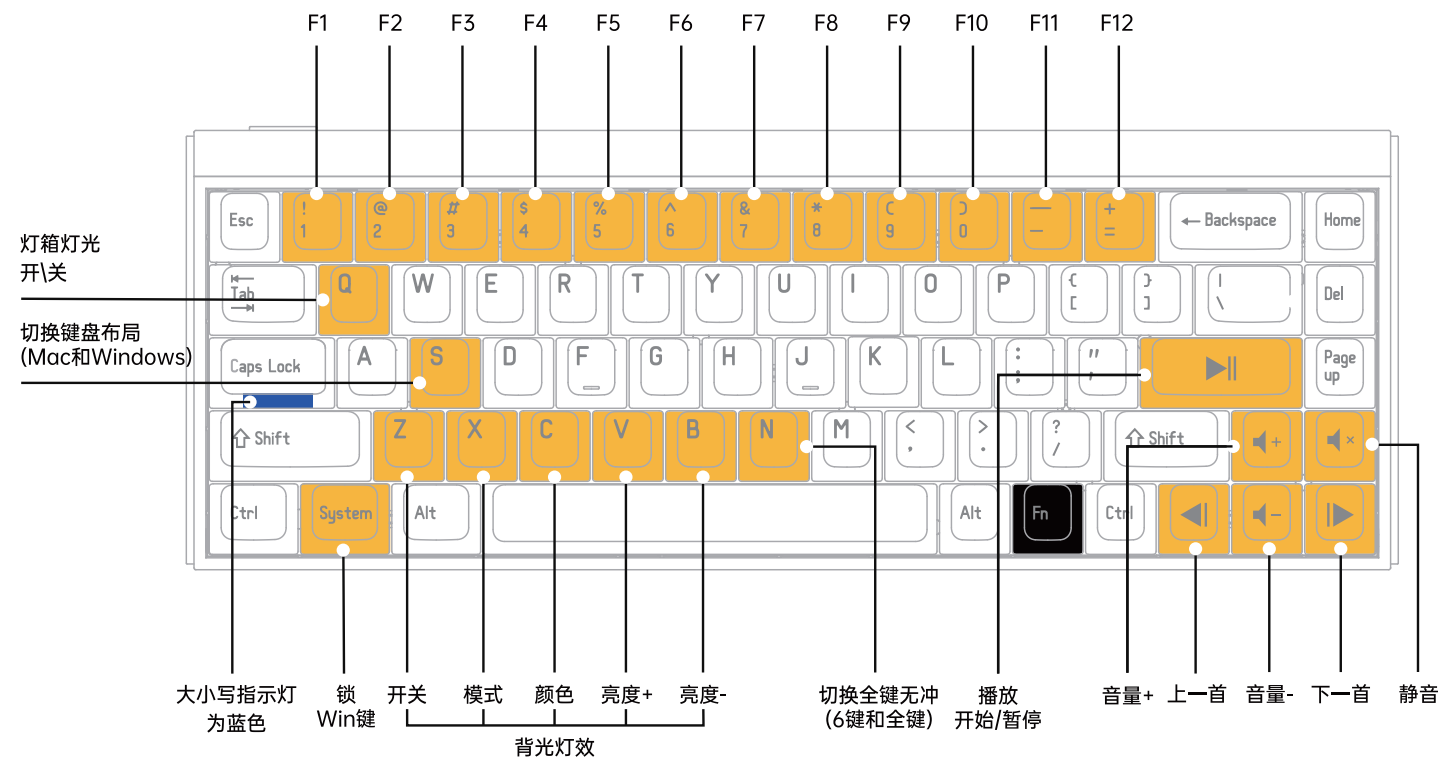 F1 F2 F3 F4 F5 F6 F7 F8 F9 F10 F11 F12
Esc ! 1 @ 2 # 3 $ 4 % 5 ^ 6 & 7 * 8 ( 9 ) 0 — - + = ← Backspace Home
灯箱灯光
开\关
Tab Q W E R T Y U I O P { [ } ] | \ Del
切换键盘布局
(Mac和Windows)
Caps Lock A S D F G H J K L : ; " ' Page up
Shift Z X C V B N M < , > . ? / Shift + ×
Ctrl System Alt Alt Fn Ctrl -
大小写指示灯
为蓝色
锁
Win键
开关 模式 颜色 亮度+ 亮度-
背光灯效
切换全键无冲
(6键和全键)
播放
开始/暂停
音量+ 上一首 音量- 下一首 静音